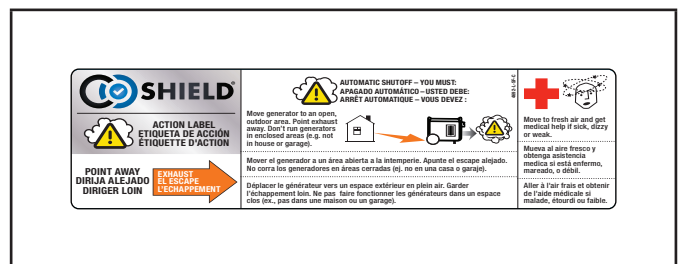 CO SHIELD®
ACTION LABEL
ETIQUETA DE ACCIÓN
ÉTIQUETTE D'ACTION
POINT AWAY
DIRIJA ALEJADO
DIRIGER LOIN
EXHAUST
EL ESCAPE
L'ECHAPPEMENT
AUTOMATIC SHUTOFF – YOU MUST:
APAGADO AUTOMÁTICO – USTED DEBE:
ARRÊT AUTOMATIQUE – VOUS DEVEZ :
Move generator to an open,
outdoor area. Point exhaust
away. Don't run generators
in enclosed areas (e.g. not
in house or garage).
Mover el generador a un área abierta a la intemperie. Apunte el escape alejado.
No corra los generadores en áreas cerradas (ej. no en una casa o garaje).
Déplacer le générateur vers un espace extérieur en plein air. Garder
l'échappement loin. Ne pas faire fonctionner les générateurs dans un espace
clos (ex., pas dans une maison ou un garage).
Move to fresh air and get
medical help if sick, dizzy
or weak.
Mueva al aire fresco y
obtenga asistencia
medica si está enfermo,
mareado, o débil.
Aller à l'air frais et obtenir
de l'aide médicale si
malade, étourdi ou faible.